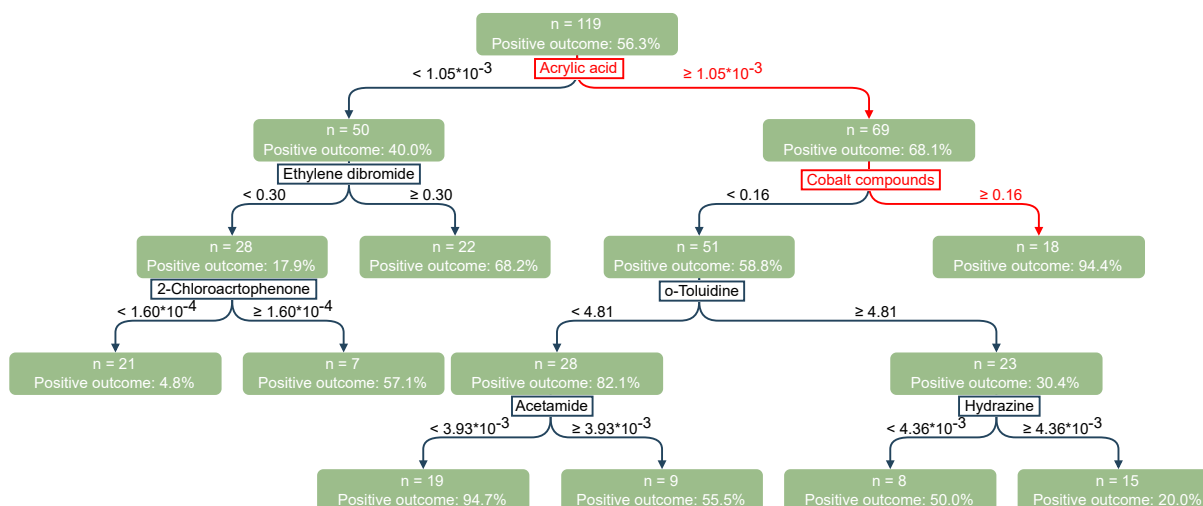 n = 119
Positive outcome: 56.3%
Acrylic acid
< 1.05*10-3
≥ 1.05*10-3
n = 50
Positive outcome: 40.0%
Ethylene dibromide
n = 69
Positive outcome: 68.1%
Cobalt compounds
< 0.30
≥ 0.30
< 0.16
≥ 0.16
n = 28
Positive outcome: 17.9%
2-Chloroacrtophenone
n = 22
Positive outcome: 68.2%
n = 51
Positive outcome: 58.8%
o-Toluidine
n = 18
Positive outcome: 94.4%
< 1.60*10-4
≥ 1.60*10-4
< 4.81
≥ 4.81
n = 21
Positive outcome: 4.8%
n = 7
Positive outcome: 57.1%
n = 28
Positive outcome: 82.1%
Acetamide
n = 23
Positive outcome: 30.4%
Hydrazine
< 3.93*10-3
≥ 3.93*10-3
< 4.36*10-3
≥ 4.36*10-3
n = 19
Positive outcome: 94.7%
n = 9
Positive outcome: 55.5%
n = 8
Positive outcome: 50.0%
n = 15
Positive outcome: 20.0%